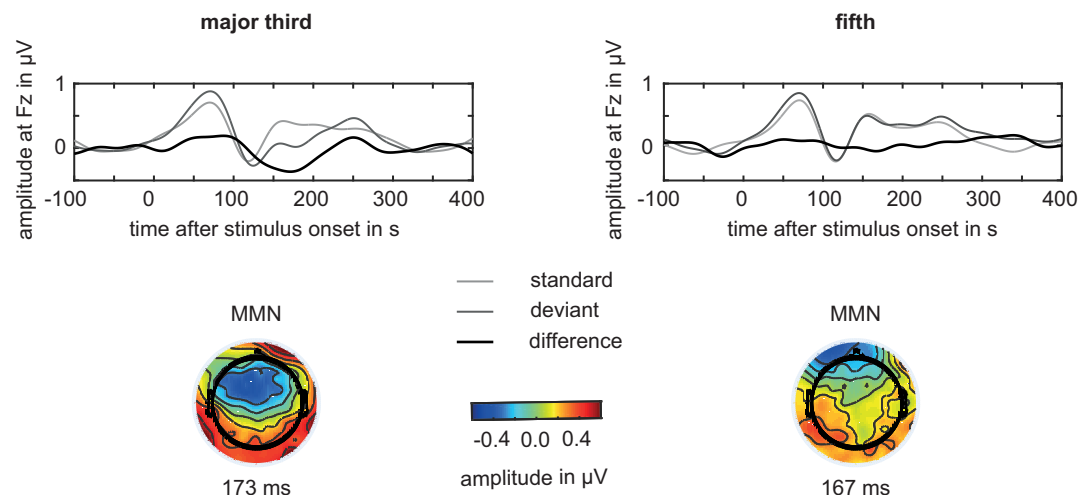 major third
fifth
amplitude at Fz in µV
1
0
-100 0 100 200 300 400
time after stimulus onset in s
amplitude at Fz in µV
1
0
-100 0 100 200 300 400
time after stimulus onset in s
standard
deviant
difference
MMN
173 ms
-0.4 0.0 0.4
amplitude in µV
MMN
167 ms